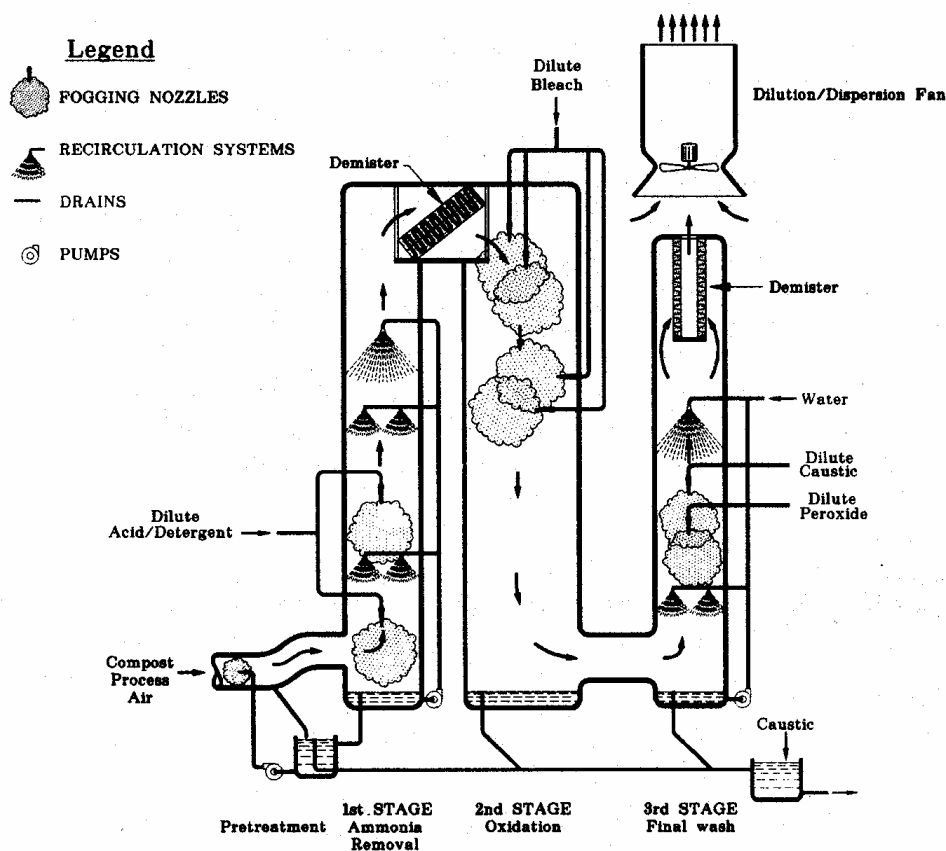 Legend
FOGGING NOZZLES
RECIRCULATION SYSTEMS
DRAINS
PUMPS
Dilute
Bleach
Demister
Dilution/Dispersion Fan
Demister
Water
Dilute
Caustic
Dilute
Peroxide
Dilute
Acid/Detergent
Compost
Process
Air
Caustic
Pretreatment
1st.STAGE
Ammonia
Removal
2nd STAGE
Oxidation
3rd STAGE
Final wash